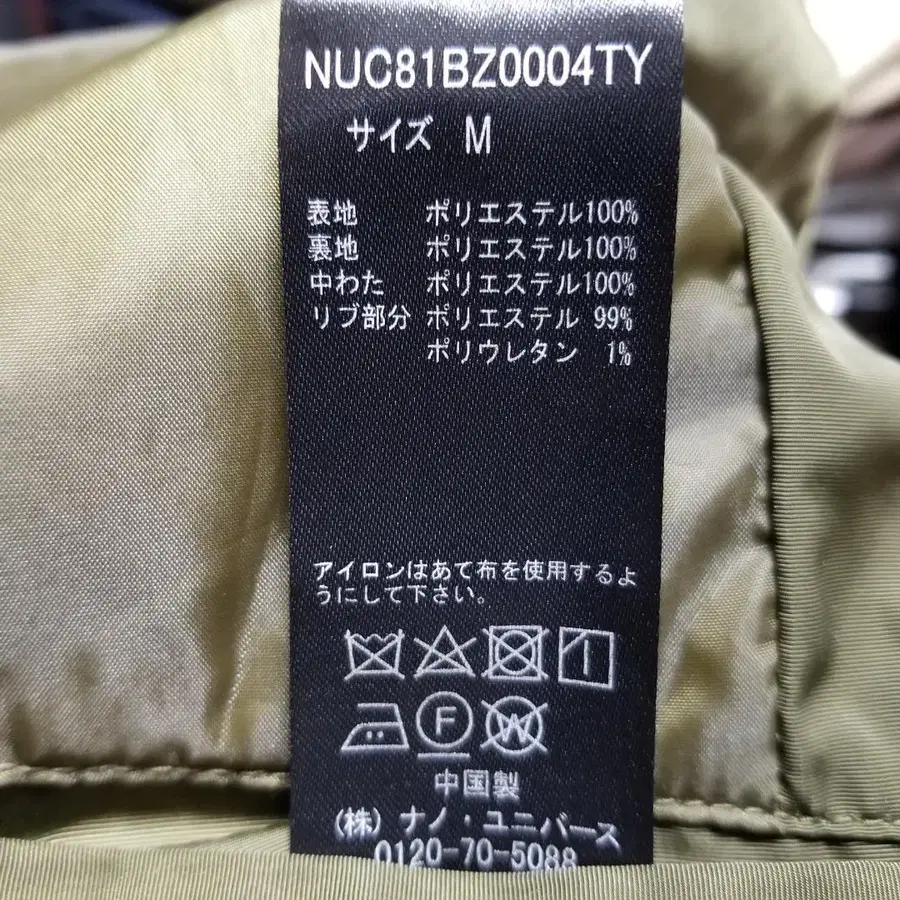 NUC81BZ0004TY
サイズ M
表地 ポリエステル100%
裏地 ポリエステル100%
中わた ポリエステル100%
リブ部分 ポリエステル 99%
ポリウレタン 1%
アイロンはあて布を使用するよ
うにして下さい。
F W
中国製
(株) ナノ・ユニバース
0120-70-5088